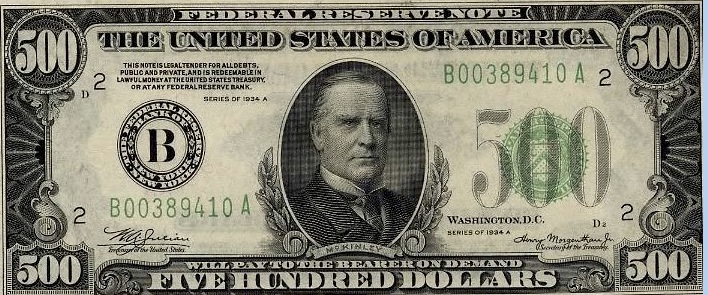 FEDERAL RESERVE NOTE
THE UNITED STATES OF AMERICA
500
500
THIS NOTE IS LEGAL TENDER FOR ALL DEBTS,
PUBLIC AND PRIVATE, AND IS REDEEMABLE IN
LAWFUL MONEY AT THE UNITED STATES TREASURY,
OR AT ANY FEDERAL RESERVE BANK.
SERIES OF 1934 A
B00389410 A
2
D
2
FEDERAL RESERVE
BANK OF
B
NEW YORK
NEW YORK
500
B00389410 A
2
WASHINGTON, D.C.
SERIES OF 1934 A
D2
2
Treasurer of the United States.
McKINLEY
Henry Morgenthau Jr.
Secretary of the Treasury.
500
WILL PAY TO THE BEARER ON DEMAND
500
FIVE HUNDRED DOLLARS